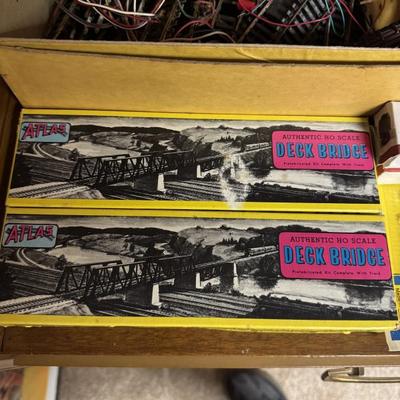 ATLAS
AUTHENTIC HO SCALE
DECK BRIDGE
Prefabricated Kit Complete With Track
ATLAS
AUTHENTIC HO SCALE
DECK BRIDGE
Prefabricated Kit Complete With Track